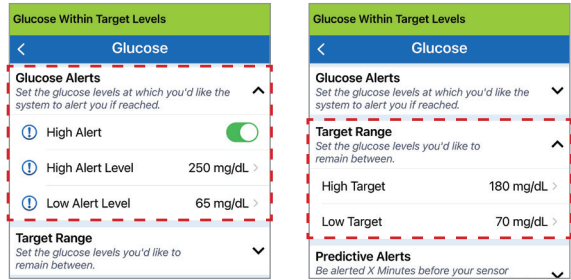 Glucose Within Target Levels
Glucose
Glucose Alerts
Set the glucose levels at which you'd like the
system to alert you if reached.
High Alert
High Alert Level 250 mg/dL
Low Alert Level 65 mg/dL
Target Range
Set the glucose levels you'd like to
remain between.
Glucose Within Target Levels
Glucose
Glucose Alerts
Set the glucose levels at which you'd like the
system to alert you if reached.
Target Range
Set the glucose levels you'd like to
remain between.
High Target 180 mg/dL
Low Target 70 mg/dL
Predictive Alerts
Be alerted X Minutes before your sensor